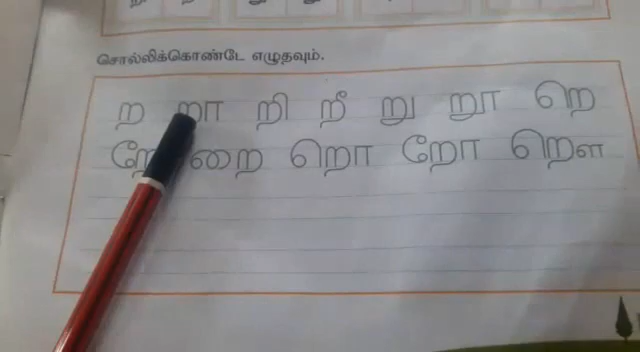 சொல்லிக்கொண்டே எழுதவும்.
ற றா றி றீ று றூ றெ
றே றை றொ றோ றௌ